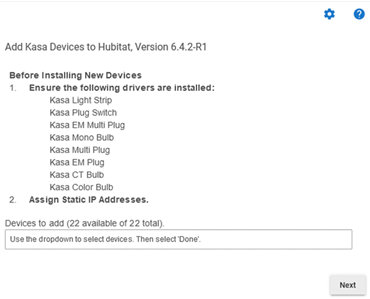 Add Kasa Devices to Hubitat, Version 6.4.2-R1
Before Installing New Devices
1. Ensure the following drivers are installed:
Kasa Light Strip
Kasa Plug Switch
Kasa EM Multi Plug
Kasa Mono Bulb
Kasa Multi Plug
Kasa EM Plug
Kasa CT Bulb
Kasa Color Bulb
2. Assign Static IP Addresses.
Devices to add (22 available of 22 total).
Use the dropdown to select devices. Then select 'Done'.
Next